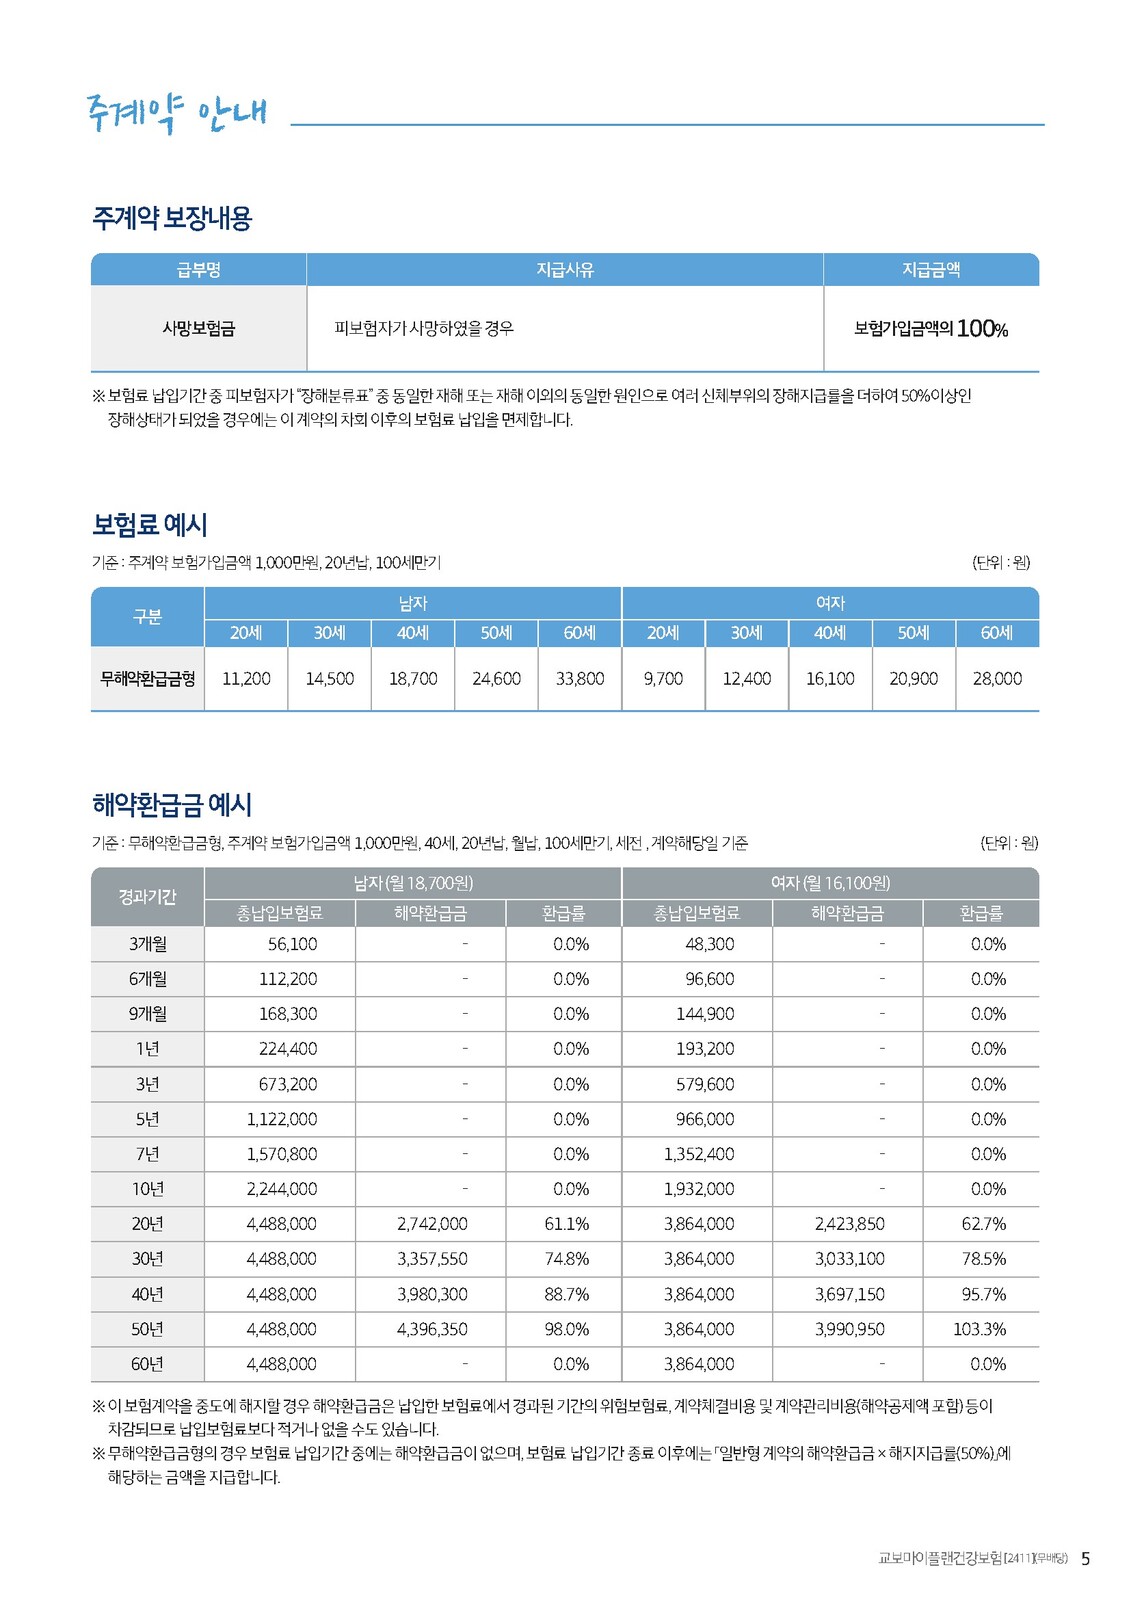 주계약 안내
주계약 보장내용
급부명 지급사유 지급금액
사망보험금 피보험자가 사망하였을 경우 보험가입금액의 100%
※ 보험료 납입기간 중 피보험자가 “장해분류표” 중 동일한 재해 또는 재해 이외의 동일한 원인으로 여러 신체부위의 장해지급률을 더하여 50%이상인
장해상태가 되었을 경우에는 이 계약의 차회 이후의 보험료 납입을 면제합니다.
보험료 예시
기준 : 주계약 보험가입금액 1,000만원, 20년납, 100세만기 (단위 : 원)
구분 남자 여자
20세 30세 40세 50세 60세 20세 30세 40세 50세 60세
무해약환급금형 11,200 14,500 18,700 24,600 33,800 9,700 12,400 16,100 20,900 28,000
해약환급금 예시
기준 : 무해약환급금형, 주계약 보험가입금액 1,000만원, 40세, 20년납, 월납, 100세만기, 세전 , 계약해당일 기준 (단위 : 원)
경과기간 남자 (월 18,700원) 여자 (월 16,100원)
총납입보험료 해약환급금 환급률 총납입보험료 해약환급금 환급률
3개월 56,100 - 0.0% 48,300 - 0.0%
6개월 112,200 - 0.0% 96,600 - 0.0%
9개월 168,300 - 0.0% 144,900 - 0.0%
1년 224,400 - 0.0% 193,200 - 0.0%
3년 673,200 - 0.0% 579,600 - 0.0%
5년 1,122,000 - 0.0% 966,000 - 0.0%
7년 1,570,800 - 0.0% 1,352,400 - 0.0%
10년 2,244,000 - 0.0% 1,932,000 - 0.0%
20년 4,488,000 2,742,000 61.1% 3,864,000 2,423,850 62.7%
30년 4,488,000 3,357,550 74.8% 3,864,000 3,033,100 78.5%
40년 4,488,000 3,980,300 88.7% 3,864,000 3,697,150 95.7%
50년 4,488,000 4,396,350 98.0% 3,864,000 3,990,950 103.3%
60년 4,488,000 - 0.0% 3,864,000 - 0.0%
※ 이 보험계약을 중도에 해지할 경우 해약환급금은 납입한 보험료에서 경과된 기간의 위험보험료, 계약체결비용 및 계약관리비용(해약공제액 포함) 등이
차감되므로 납입보험료보다 적거나 없을 수도 있습니다.
※ 무해약환급금형의 경우 보험료 납입기간 중에는 해약환급금이 없으며, 보험료 납입기간 종료 이후에는 「일반형 계약의 해약환급금 × 해지지급률(50%)」에
해당하는 금액을 지급합니다.
교보마이플랜건강보험[2411](무배당) 5